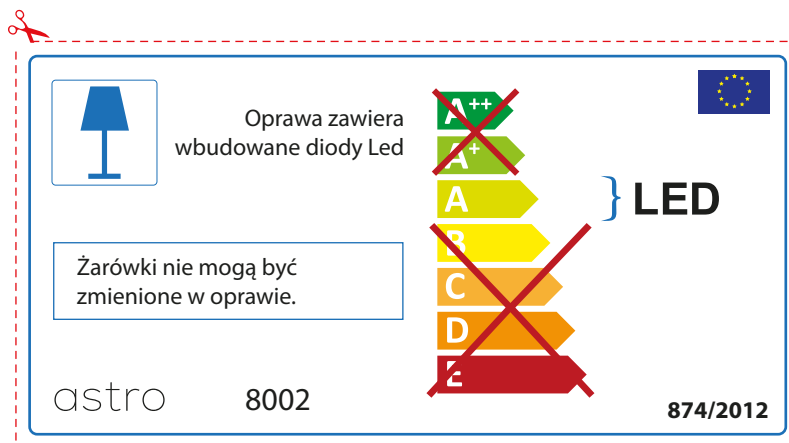 Oprawa zawiera
wbudowane diody Led
A++
A+
A
B
C
D
E
LED
Żarówki nie mogą być
zmienione w oprawie.
astro
8002
874/2012